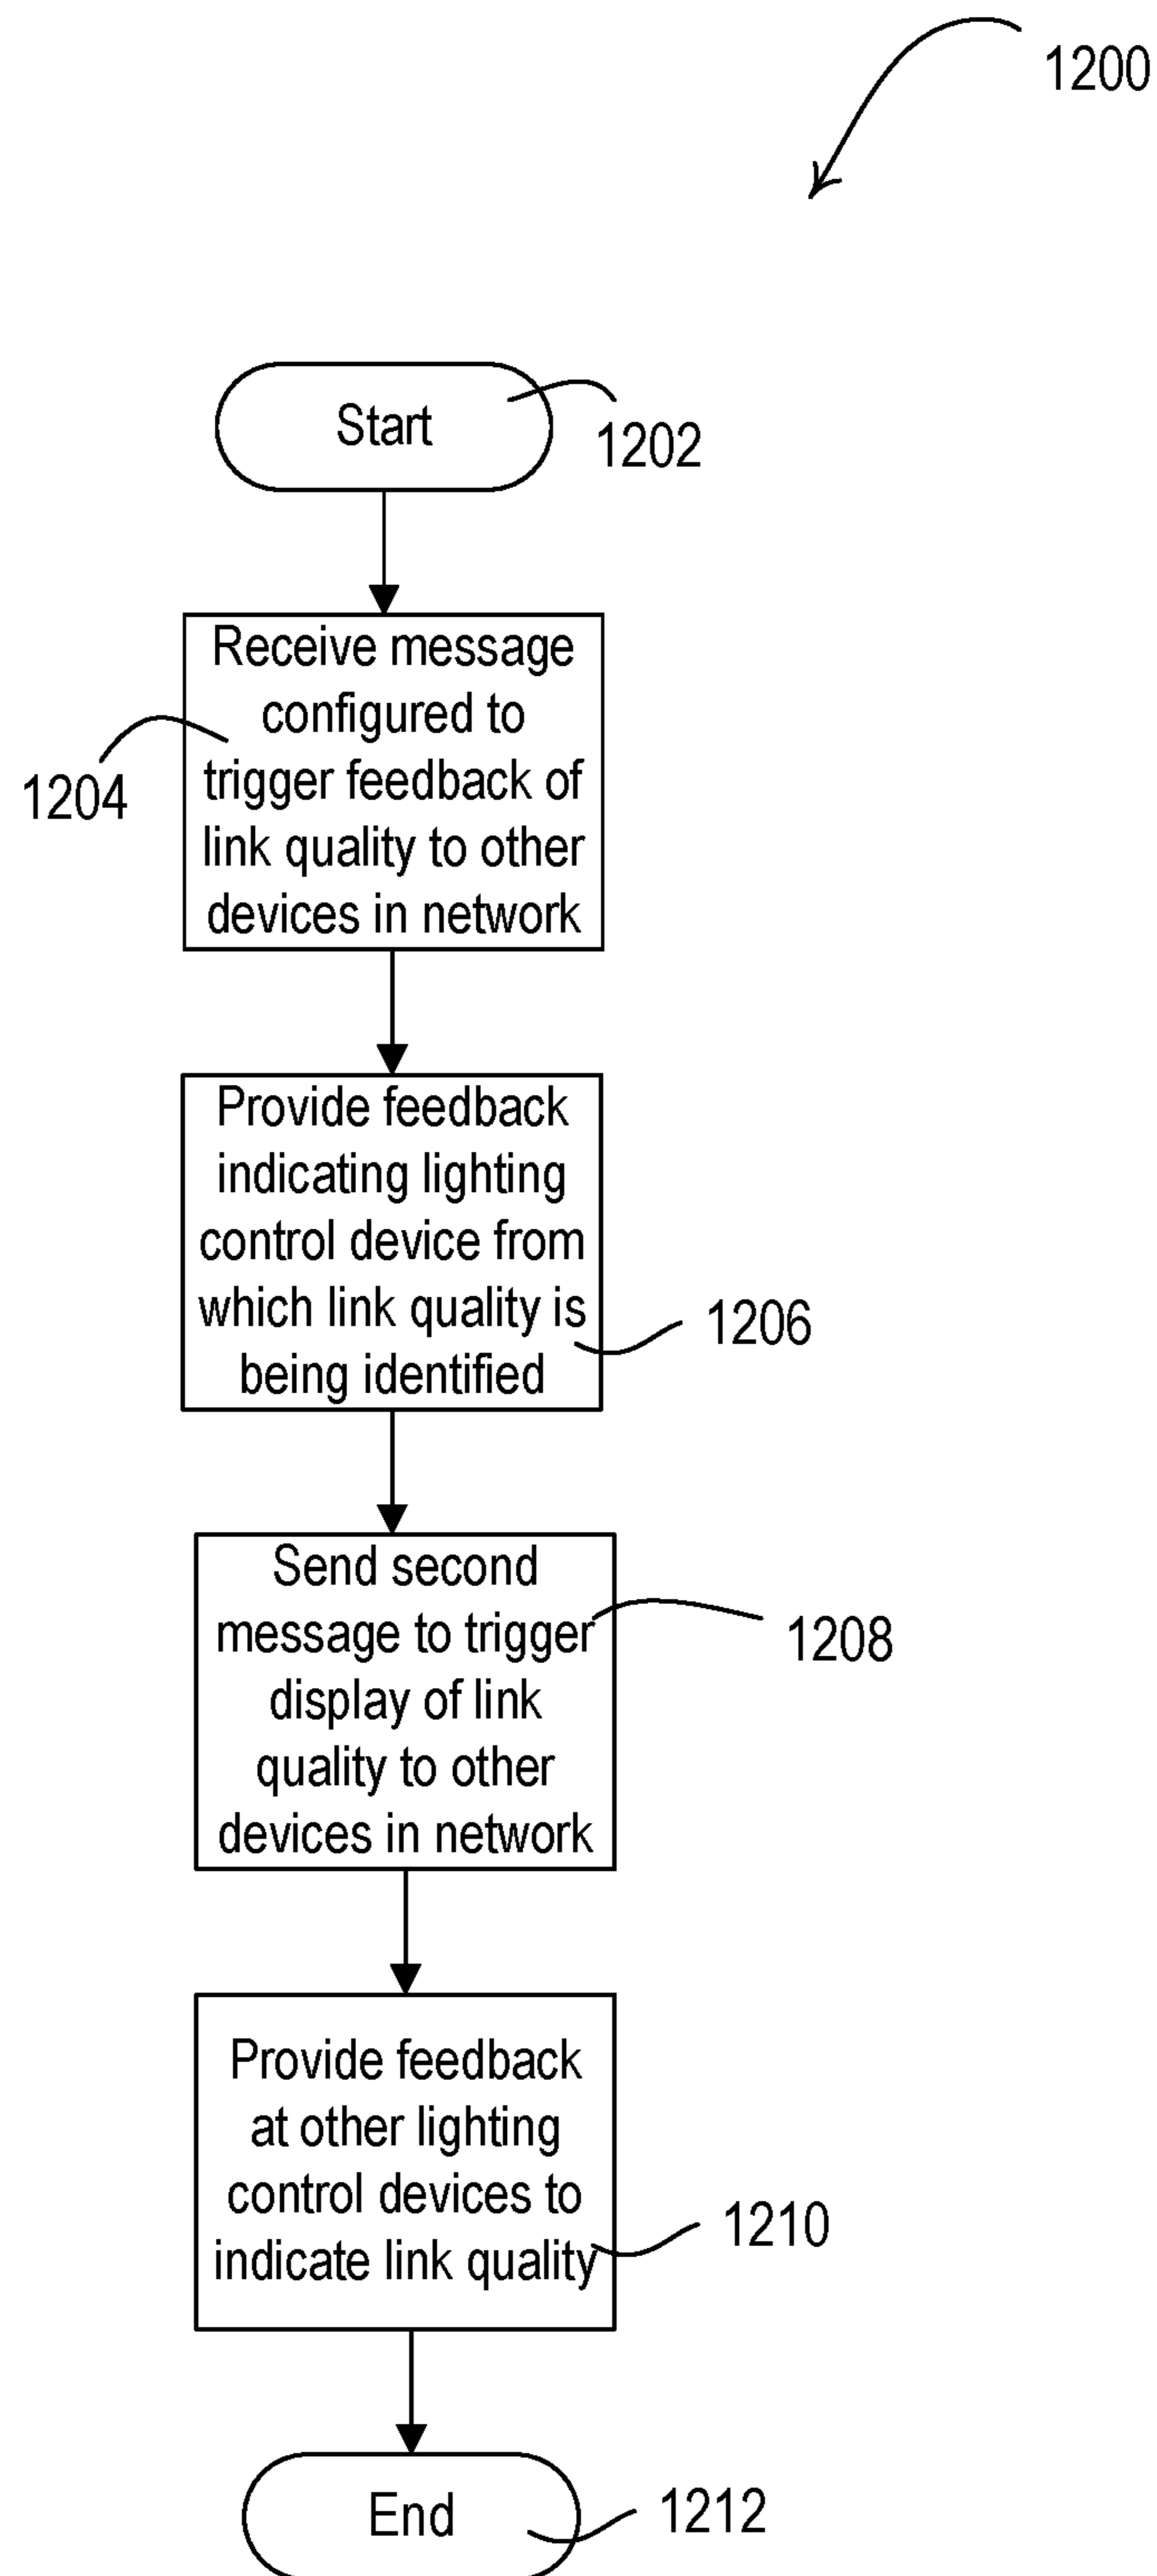 1200
Start
1202
Receive message
configured to
trigger feedback of
link quality to other
devices in network
1204
Provide feedback
indicating lighting
control device from
which link quality is
being identified
1206
Send second
message to trigger
display of link
quality to other
devices in network
1208
Provide feedback
at other lighting
control devices to
indicate link quality
1210
End
1212